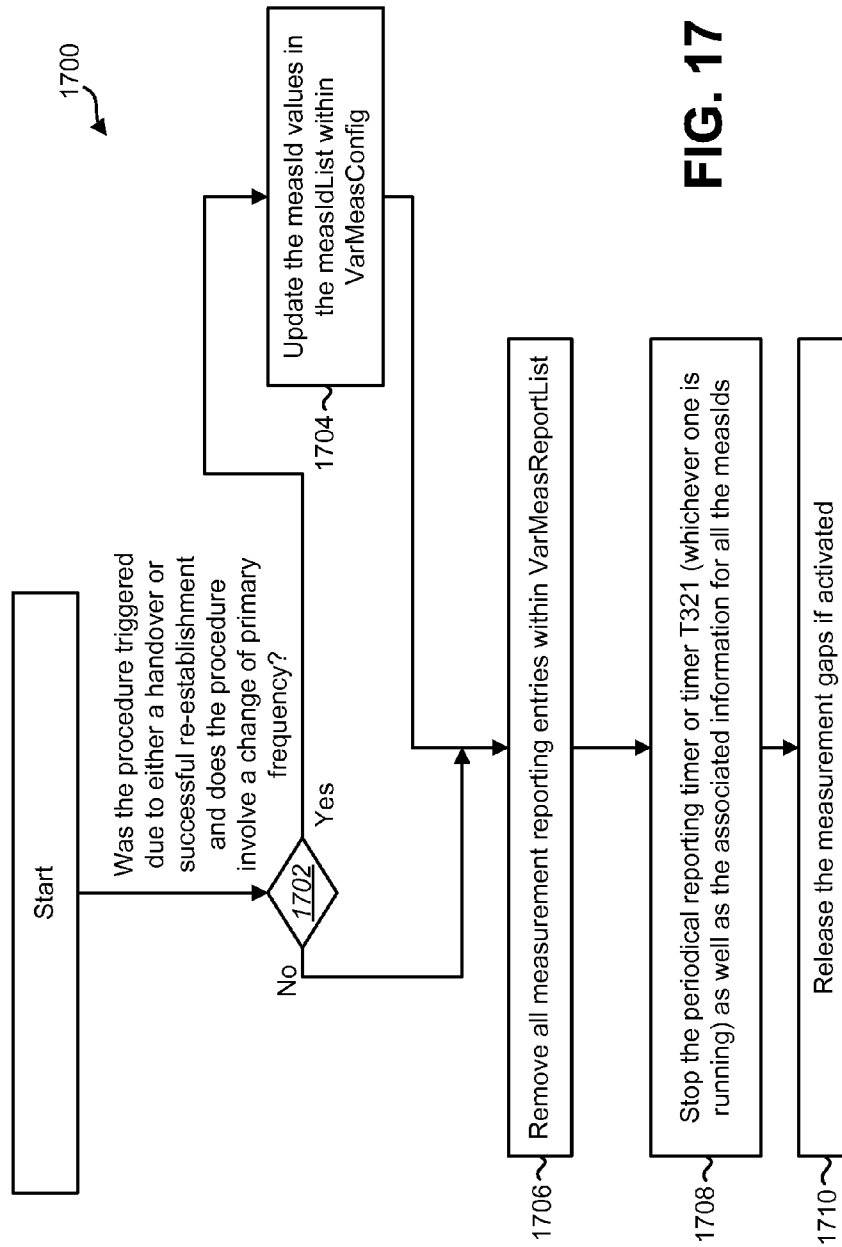 1700
Start
Was the procedure triggered
due to either a handover or
successful re-establishment
and does the procedure
involve a change of primary
frequency?
1702
No
Yes
Update the measId values in
the measIdList within
VarMeasConfig
1704
Remove all measurement reporting entries within VarMeasReportList
1706
Stop the periodical reporting timer or timer T321 (whichever one is
running) as well as the associated information for all the measIds
1708
Release the measurement gaps if activated
1710
FIG. 17